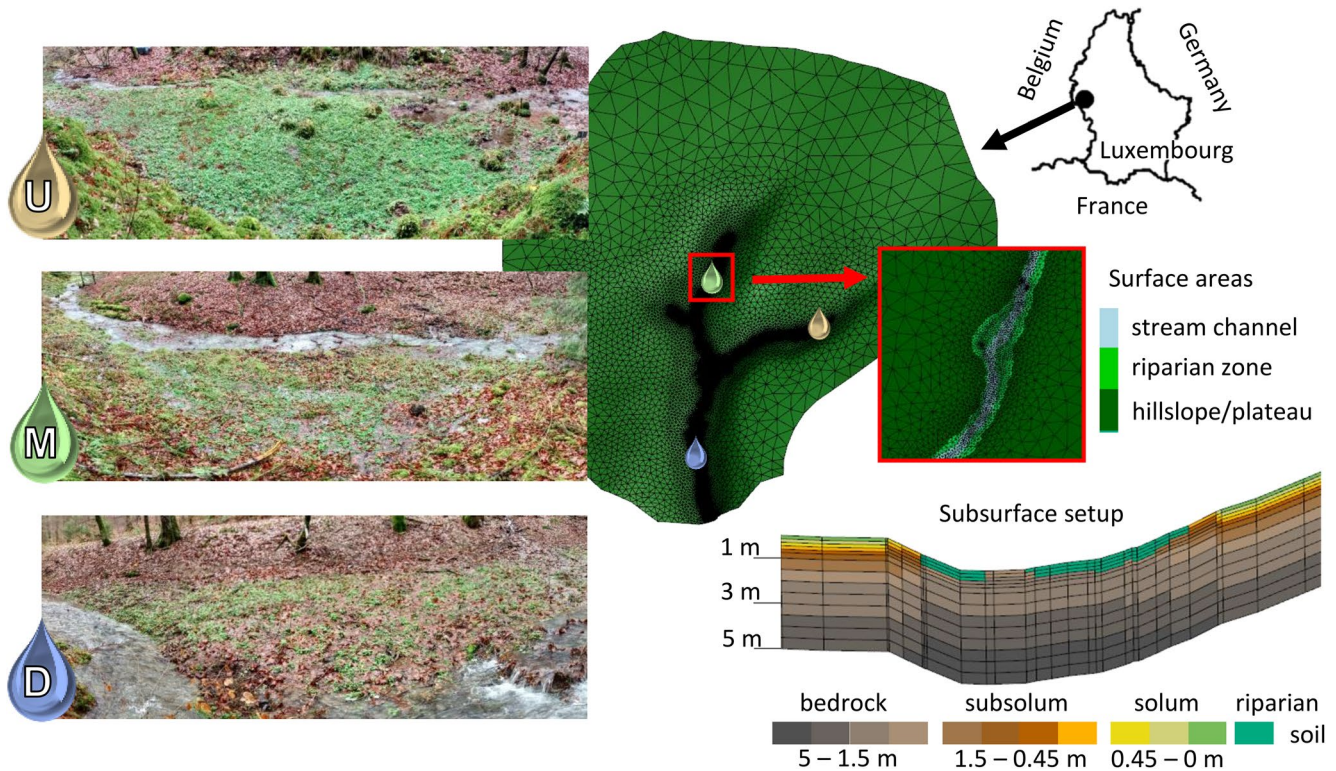 U
M
D
Belgium
Germany
Luxembourg
France
Surface areas
stream channel
riparian zone
hillslope/plateau
Subsurface setup
1 m
3 m
5 m
bedrock subsolum solum riparian
soil
5 – 1.5 m 1.5 – 0.45 m 0.45 – 0 m